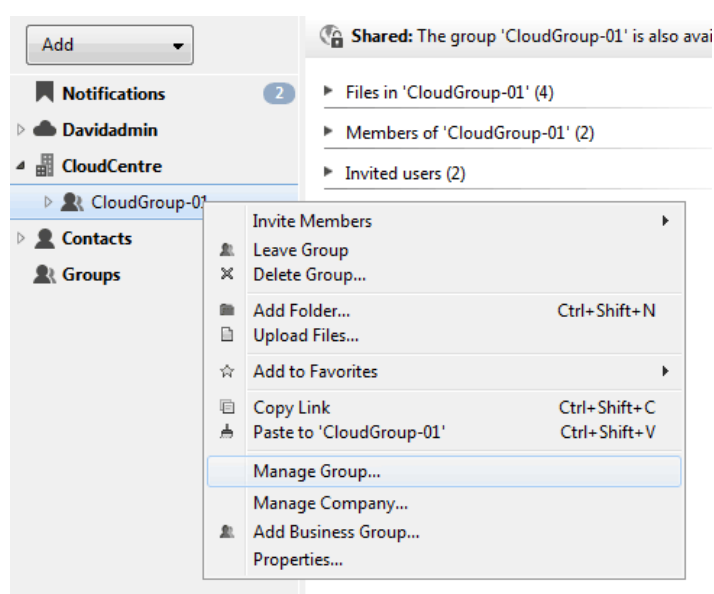 Add
Notifications 2
Davidadmin
CloudCentre
CloudGroup-01
Contacts
Groups
Shared: The group 'CloudGroup-01' is also avai
Files in 'CloudGroup-01' (4)
Members of 'CloudGroup-01' (2)
Invited users (2)
Invite Members
Leave Group
Delete Group...
Add Folder... Ctrl+Shift+N
Upload Files...
Add to Favorites
Copy Link Ctrl+Shift+C
Paste to 'CloudGroup-01' Ctrl+Shift+V
Manage Group...
Manage Company...
Add Business Group...
Properties...